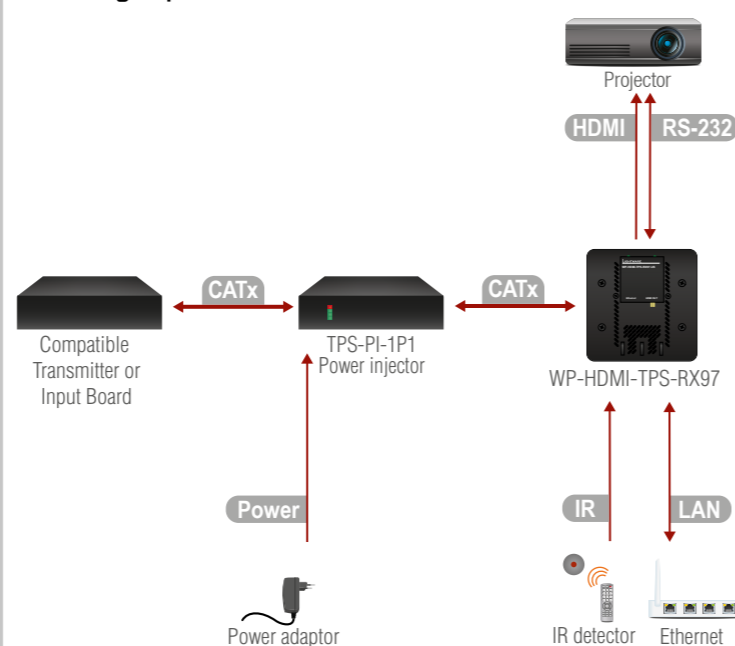 Projector
HDMI
RS-232
CATx
CATx
Compatible
Transmitter or
Input Board
TPS-PI-1P1
Power injector
WP-HDMI-TPS-RX97
Power
IR
LAN
Power adaptor
IR detector
Ethernet